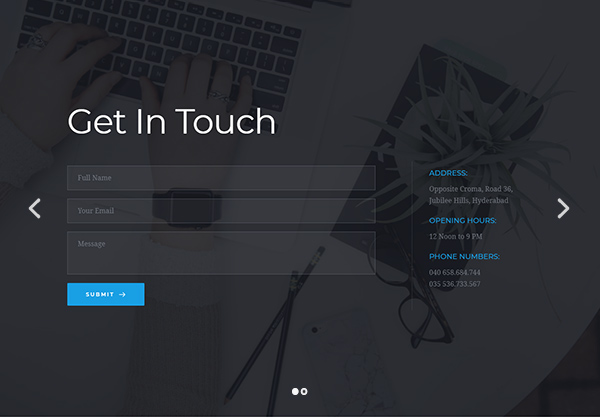 Get In Touch
Full Name
Your Email
Message
SUBMIT
ADDRESS:
Opposite Croma, Road 36,
Jubilee Hills, Hyderabad
OPENING HOURS:
12 Noon to 9 PM
PHONE NUMBERS:
040 658.684.744
035 536.733.567